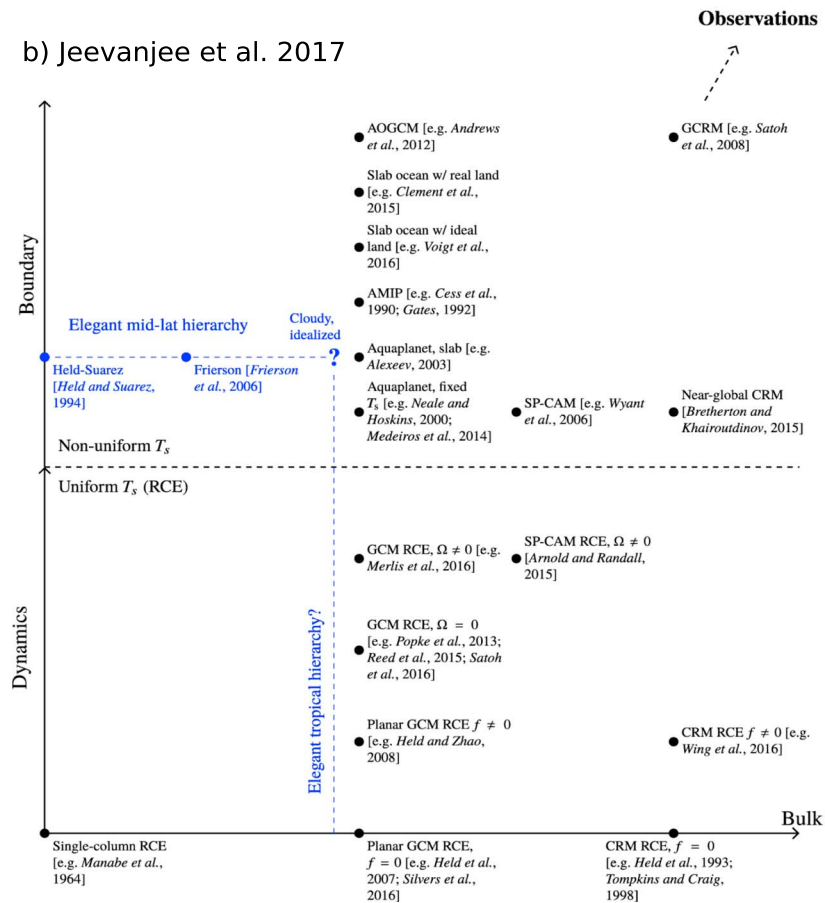 Observations
b) Jeevanjee et al. 2017
AOGCM [e.g. Andrews
et al., 2012]
GCRM [e.g. Satoh
et al., 2008]
Slab ocean w/ real land
[e.g. Clement et al.,
2015]
Slab ocean w/ ideal
land [e.g. Voigt et al.,
2016]
Boundary
AMIP [e.g. Cess et al.,
1990; Gates, 1992]
Elegant mid-lat hierarchy
Cloudy,
idealized
?
Held-Suarez
[Held and Suarez,
1994]
Frierson [Frierson
et al., 2006]
Aquaplanet, slab [e.g.
Alexeev, 2003]
Aquaplanet, fixed
Ts [e.g. Neale and
Hoskins, 2000;
Medeiros et al., 2014]
SP-CAM [e.g. Wyant
et al., 2006]
Near-global CRM
[Bretherton and
Khairoutdinov, 2015]
Non-uniform Ts
Uniform Ts (RCE)
GCM RCE, Ω ≠ 0 [e.g.
Merlis et al., 2016]
SP-CAM RCE, Ω ≠ 0
[Arnold and Randall,
2015]
Dynamics
Elegant tropical hierarchy?
GCM RCE, Ω = 0
[e.g. Popke et al., 2013;
Reed et al., 2015; Satoh
et al., 2016]
Planar GCM RCE f ≠ 0
[e.g. Held and Zhao,
2008]
CRM RCE f ≠ 0 [e.g.
Wing et al., 2016]
Bulk
Single-column RCE
[e.g. Manabe et al.,
1964]
Planar GCM RCE,
f = 0 [e.g. Held et al.,
2007; Silvers et al.,
2016]
CRM RCE, f = 0
[e.g. Held et al., 1993;
Tompkins and Craig,
1998]